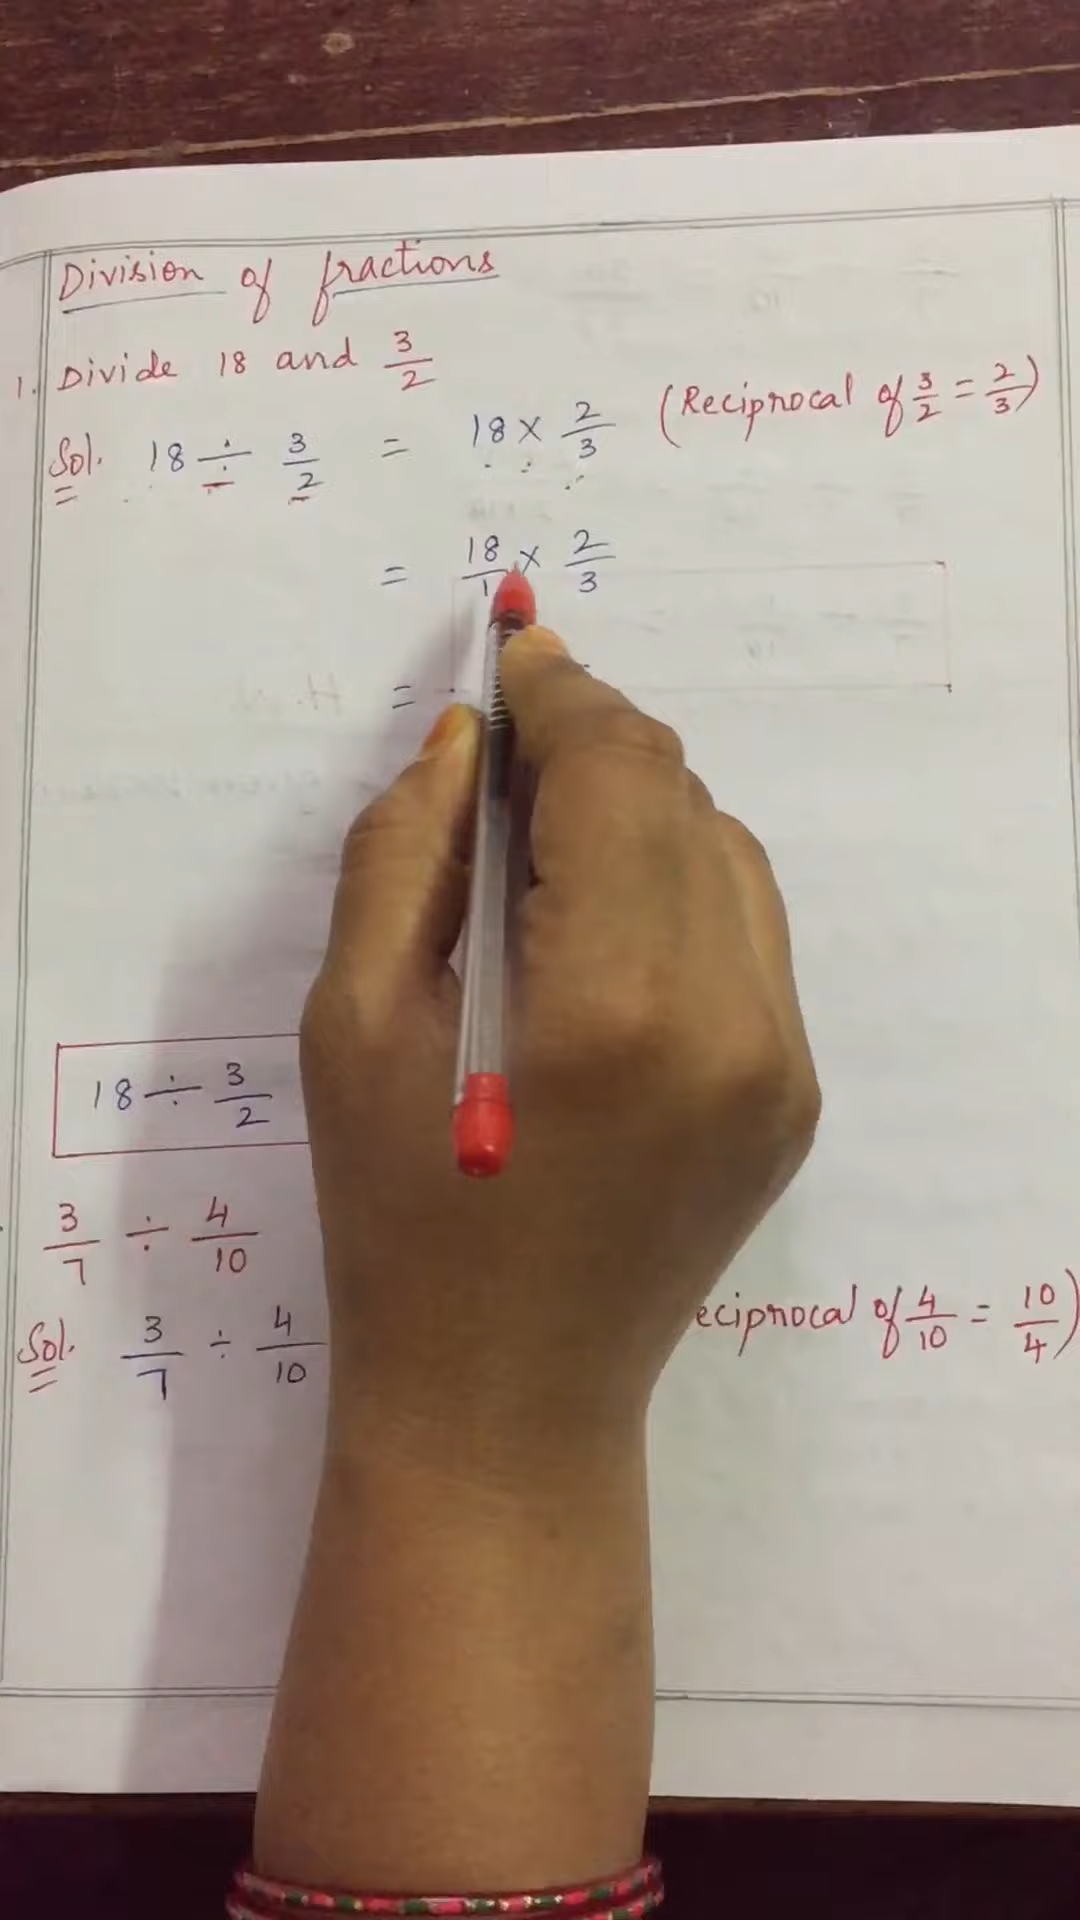 Division of fractions
1. Divide 18 and 3/2
Sol. 18 ÷ 3/2 = 18 × 2/3 (Reciprocal of 3/2 = 2/3)
= 18/1 × 2/3
=
18 ÷ 3/2
3/7 ÷ 4/10
Sol. 3/7 ÷ 4/10 eciprocal of 4/10 = 10/4)